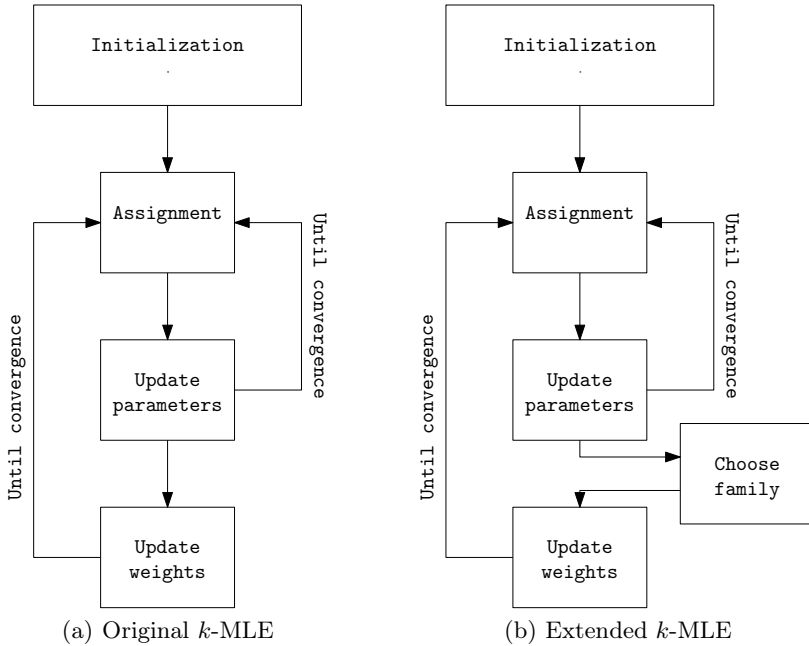 Initialization
Assignment
Until convergence
Update
parameters
Until convergence
Update
weights
(a) Original k-MLE
Initialization
Assignment
Until convergence
Update
parameters
Choose
family
Until convergence
Update
weights
(b) Extended k-MLE